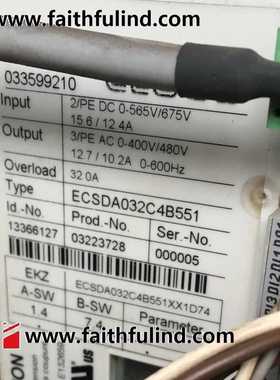 www.faithfulind.com
033599210
Input 2/PE DC 0-565V/675V
15.6 / 12.4A
Output 3/PE AC 0-400V/480V
12.7 / 10.2A 0-600Hz
Overload 32.0A
Type ECSDA032C4B551
Id.-No. Prod.-No. Ser.-No.
13366127 03223728 000005
EKZ ECSDA032C4B551XX1D74
A-SW B-SW Parameter
1.4 7.4
www.faithfulind.com